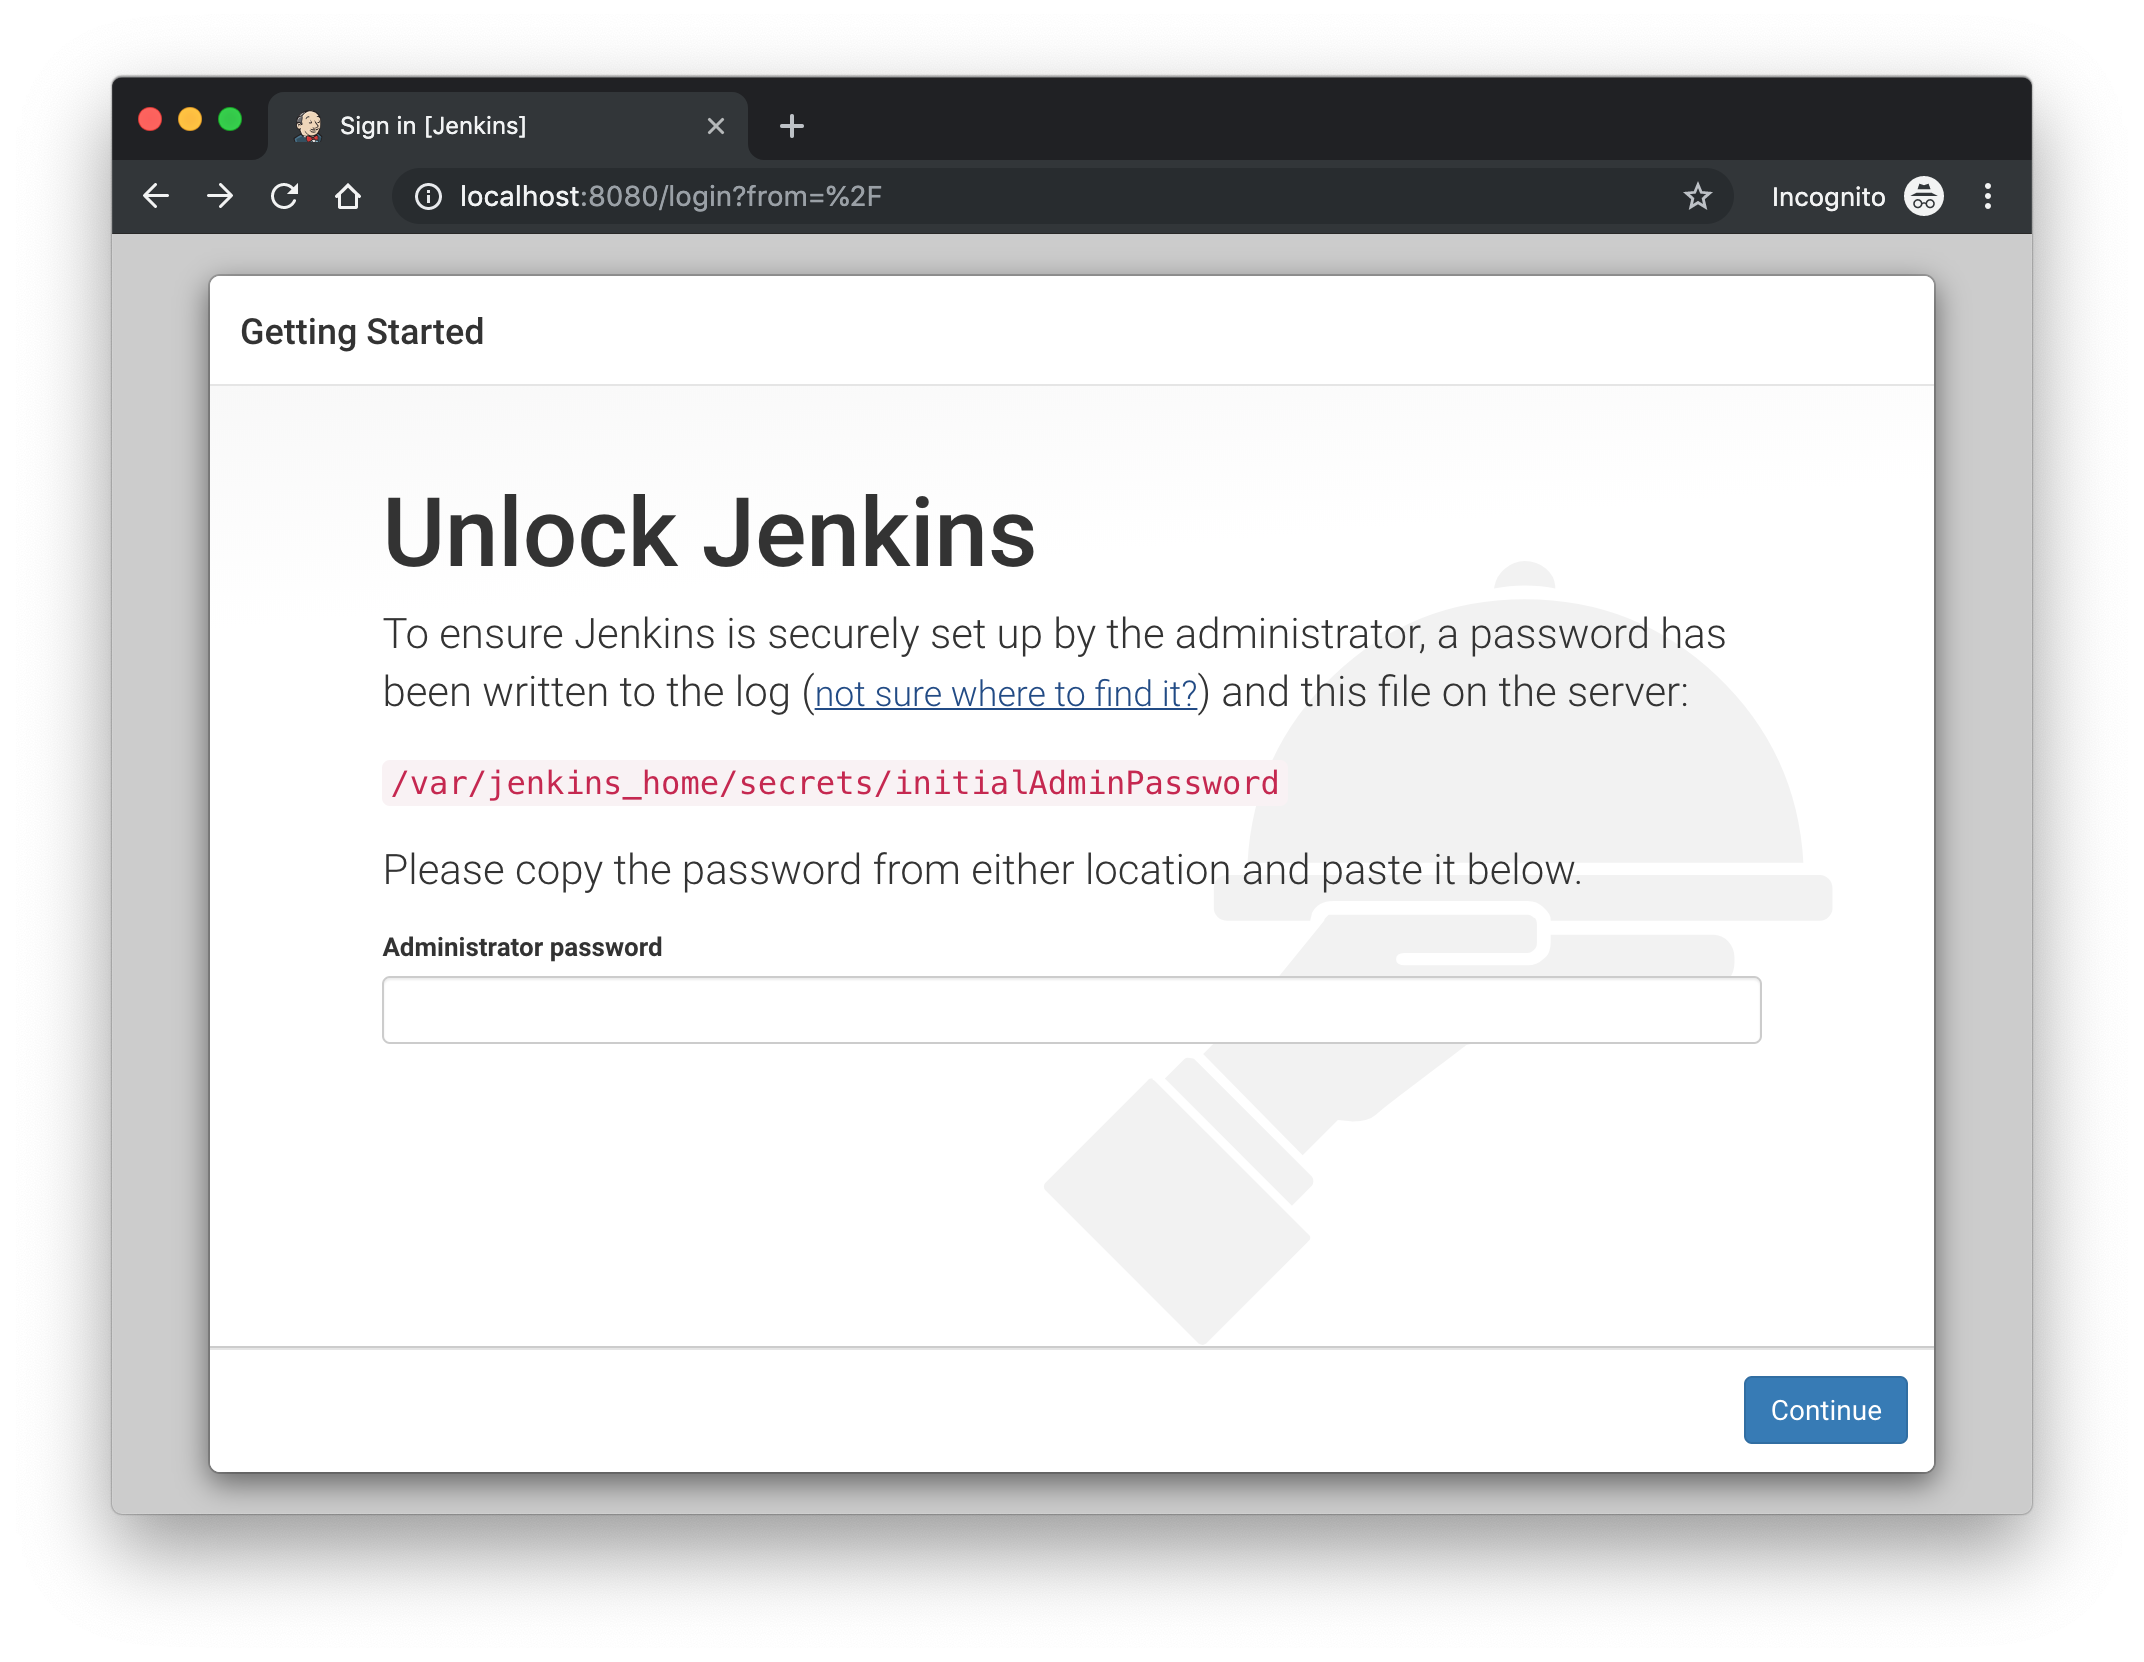 Sign in [Jenkins]
localhost:8080/login?from=%2F
Incognito
Getting Started
Unlock Jenkins
To ensure Jenkins is securely set up by the administrator, a password has
been written to the log (not sure where to find it?) and this file on the server:
/var/jenkins_home/secrets/initialAdminPassword
Please copy the password from either location and paste it below.
Administrator password
Continue